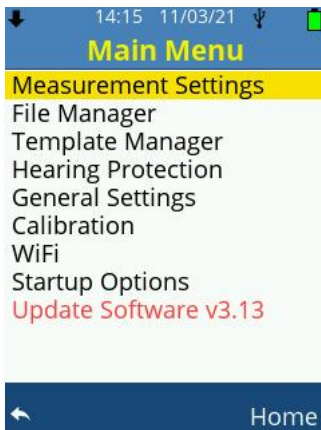 14:15 11/03/21
Main Menu
Measurement Settings
File Manager
Template Manager
Hearing Protection
General Settings
Calibration
WiFi
Startup Options
Update Software v3.13
Home